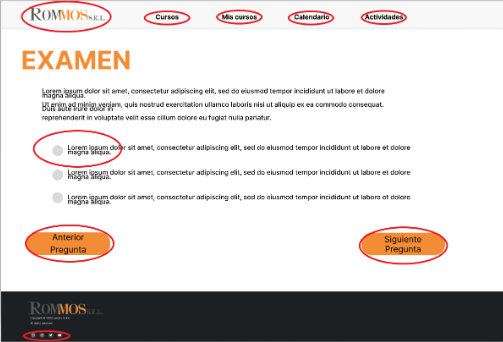 ROMMOS S.R.L.
Cursos
Mis cursos
Calendario
Actividades
EXAMEN
Lorem ipsum dolor sit amet, consectetur adipiscing elit, sed do eiusmod tempor incididunt ut labore et dolore
magna aliqua.
Ut enim ad minim veniam, quis nostrud exercitation ullamco laboris nisi ut aliquip ex ea commodo consequat.
Duis aute irure dolor in
reprehenderit in voluptate velit esse cillum dolore eu fugiat nulla pariatur.
Lorem ipsum dolor sit amet, consectetur adipiscing elit, sed do eiusmod tempor incididunt ut labore et dolore
magna aliqua.
Lorem ipsum dolor sit amet, consectetur adipiscing elit, sed do eiusmod tempor incididunt ut labore et dolore
magna aliqua.
Lorem ipsum dolor sit amet, consectetur adipiscing elit, sed do eiusmod tempor incididunt ut labore et dolore
magna aliqua.
Anterior
Pregunta
Siguiente
Pregunta
ROMMOS S.R.L.